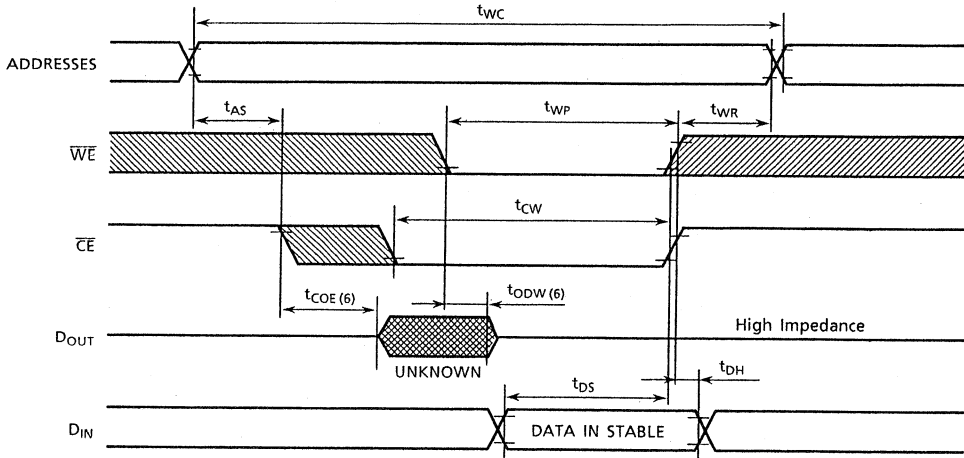 tWC
ADDRESSES
tAS
tWP
tWR
WE
tCW
CE
tCOE (6)
tODW (6)
DOUT
High Impedance
UNKNOWN
tDS
tDH
DIN
DATA IN STABLE